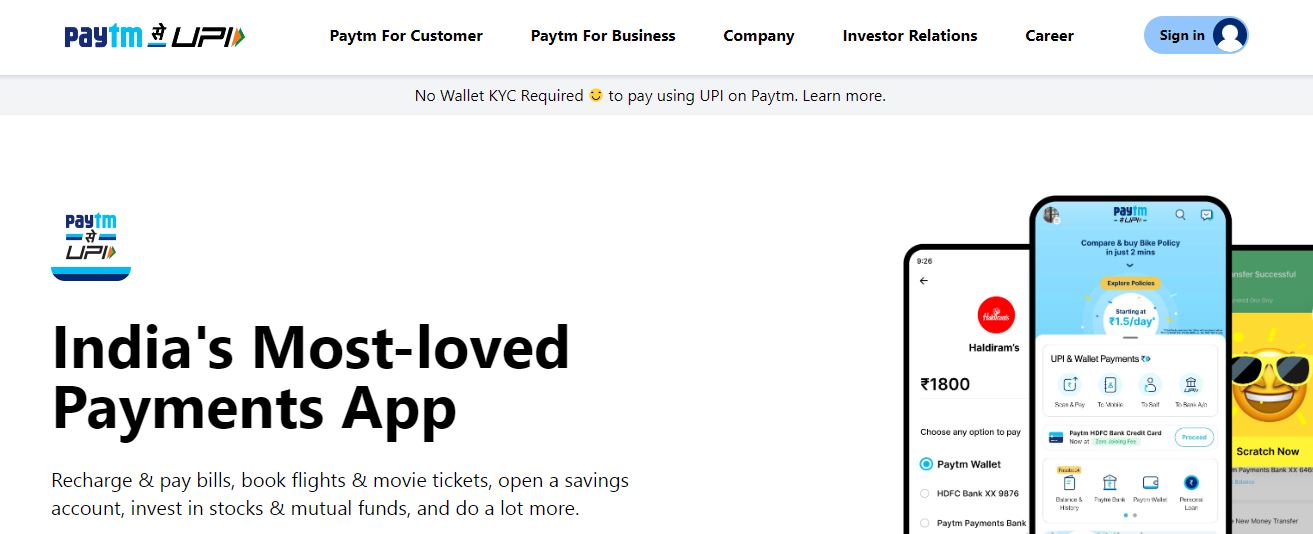 paytm से UPI
Paytm For Customer
Paytm For Business
Company
Investor Relations
Career
Sign in
No Wallet KYC Required 😉 to pay using UPI on Paytm. Learn more.
paytm
से
UPI
India's Most-loved
Payments App
Recharge & pay bills, book flights & movie tickets, open a savings
account, invest in stocks & mutual funds, and do a lot more.
9:26
Haldiram's
Haldiram's
₹1800
Choose any option to pay
Paytm Wallet
HDFC Bank XX 9876
Paytm Payments Bank
paytm
UPI
Compare & buy Bike Policy
in just 2 mins
Explore Policies
Starting at
₹1.5/day*
UPI & Wallet Payments
Scan & Pay
To Mobile
To Self
To Bank A/c
Paytm HDFC Bank Credit Card
Now at Zero Joining Fee
Proceed
Passbook
Balance &
History
Paytm Bank
Paytm Wallet
Personal
Loan
nsfer Successful
Scratch Now
m Payments Bank XX 646
Balance
New Money Transfer